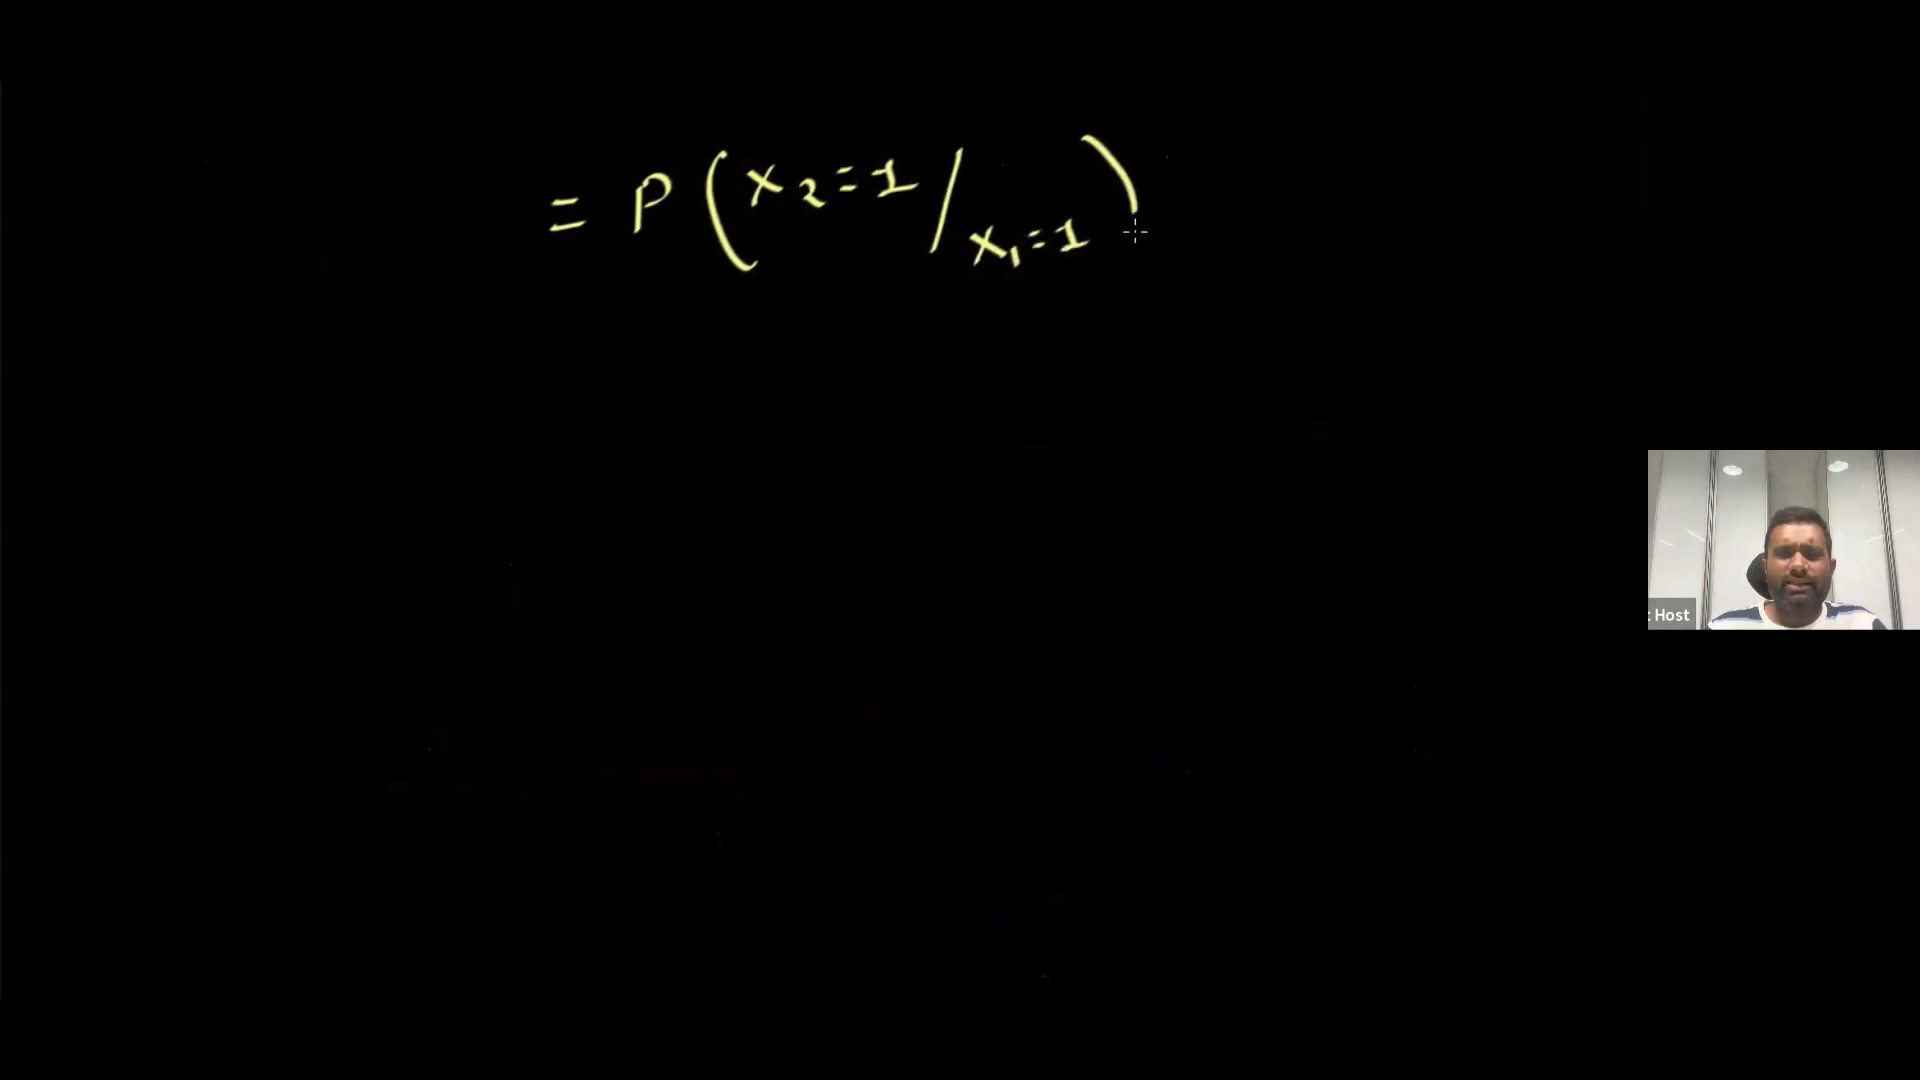 = P(x₂=1/x₁=1)
: Host